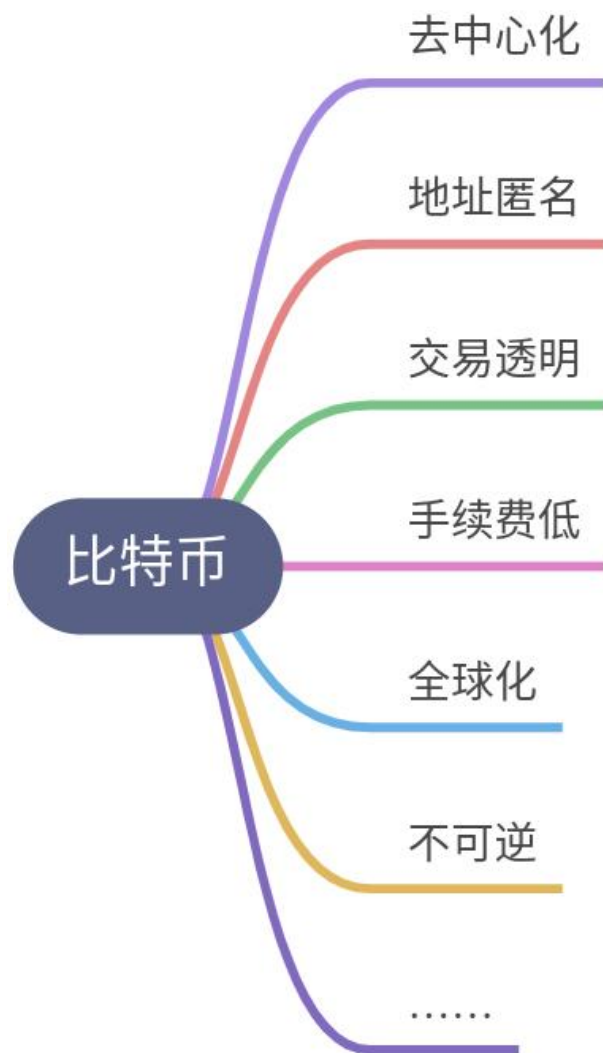 去中心化
地址匿名
交易透明
手续费低
比特币
全球化
不可逆
……